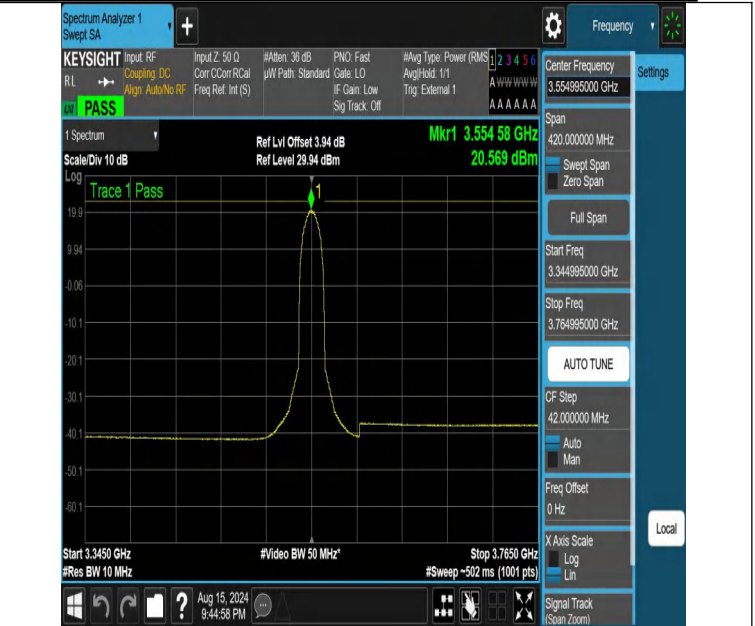 Spectrum Analyzer 1
Swept SA
+
Frequency
KEYSIGHT
RL
PASS
Input: RF
Coupling: DC
Align: Auto/No RF
Input Z: 50 Ω
Corr CCorr RCal
Freq Ref: Int (S)
#Atten: 36 dB
µW Path: Standard
PNO: Fast
Gate: LO
IF Gain: Low
Sig Track: Off
#Avg Type: Power (RMS
Avg|Hold: 1/1
Trig: External 1
1 2 3 4 5 6
A W W W W W
A A A A A A
1 Spectrum
Scale/Div 10 dB
Ref Lvl Offset 3.94 dB
Ref Level 29.94 dBm
Mkr1 3.554 58 GHz
20.569 dBm
Log
Trace 1 Pass
1
19.9
9.94
-0.06
-10.1
-20.1
-30.1
-40.1
-50.1
-60.1
Start 3.3450 GHz
#Res BW 10 MHz
#Video BW 50 MHz*
Stop 3.7650 GHz
#Sweep ~502 ms (1001 pts)
Center Frequency
3.554995000 GHz
Settings
Span
420.000000 MHz
Swept Span
Zero Span
Full Span
Start Freq
3.344995000 GHz
Stop Freq
3.764995000 GHz
AUTO TUNE
CF Step
42.000000 MHz
Auto
Man
Freq Offset
0 Hz
X Axis Scale
Log
Lin
Local
Signal Track
(Span Zoom)
?
Aug 15, 2024
9:44:58 PM